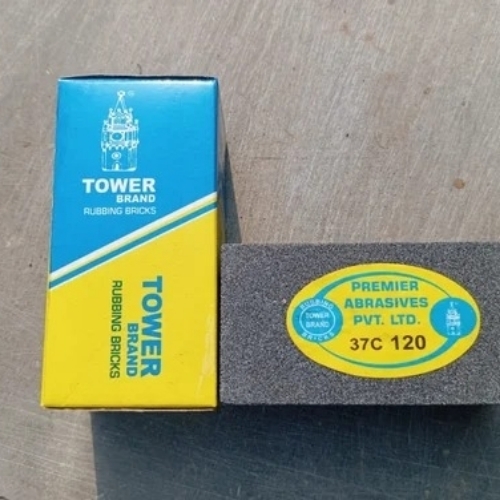 TOWER
BRAND
RUBBING BRICKS
TOWER
BRAND
RUBBING BRICKS
PREMIER
ABRASIVES
PVT. LTD.
37C 120
RUBBING
TOWER
BRAND
BRICKS